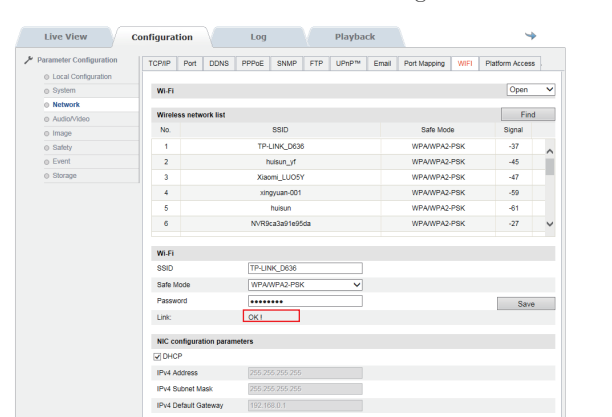 Live View Configuration Log Playback
Parameter Configuration
Local Configuration
System
Network
Audio/Video
Image
Safety
Event
Storage
TCP/IP Port DDNS PPPoE SNMP FTP UPnP™ Email Port Mapping WIFI Platform Access
Wi-Fi Open
Wireless network list Find
No. SSID Safe Mode Signal
1 TP-LINK_D636 WPA/WPA2-PSK -37
2 huisun_yf WPA/WPA2-PSK -45
3 Xiaomi_LUO5Y WPA/WPA2-PSK -47
4 xingyuan-001 WPA/WPA2-PSK -59
5 huisun WPA/WPA2-PSK -61
6 NVR9ca3a91e95da WPA/WPA2-PSK -27
Wi-Fi
SSID TP-LINK_D636
Safe Mode WPA/WPA2-PSK
Password ●●●●●●●● Save
Link: OK !
NIC configuration parameters
DHCP
IPv4 Address 255.255.255.255
IPv4 Subnet Mask 255.255.255.255
IPv4 Default Gateway 192.168.0.1